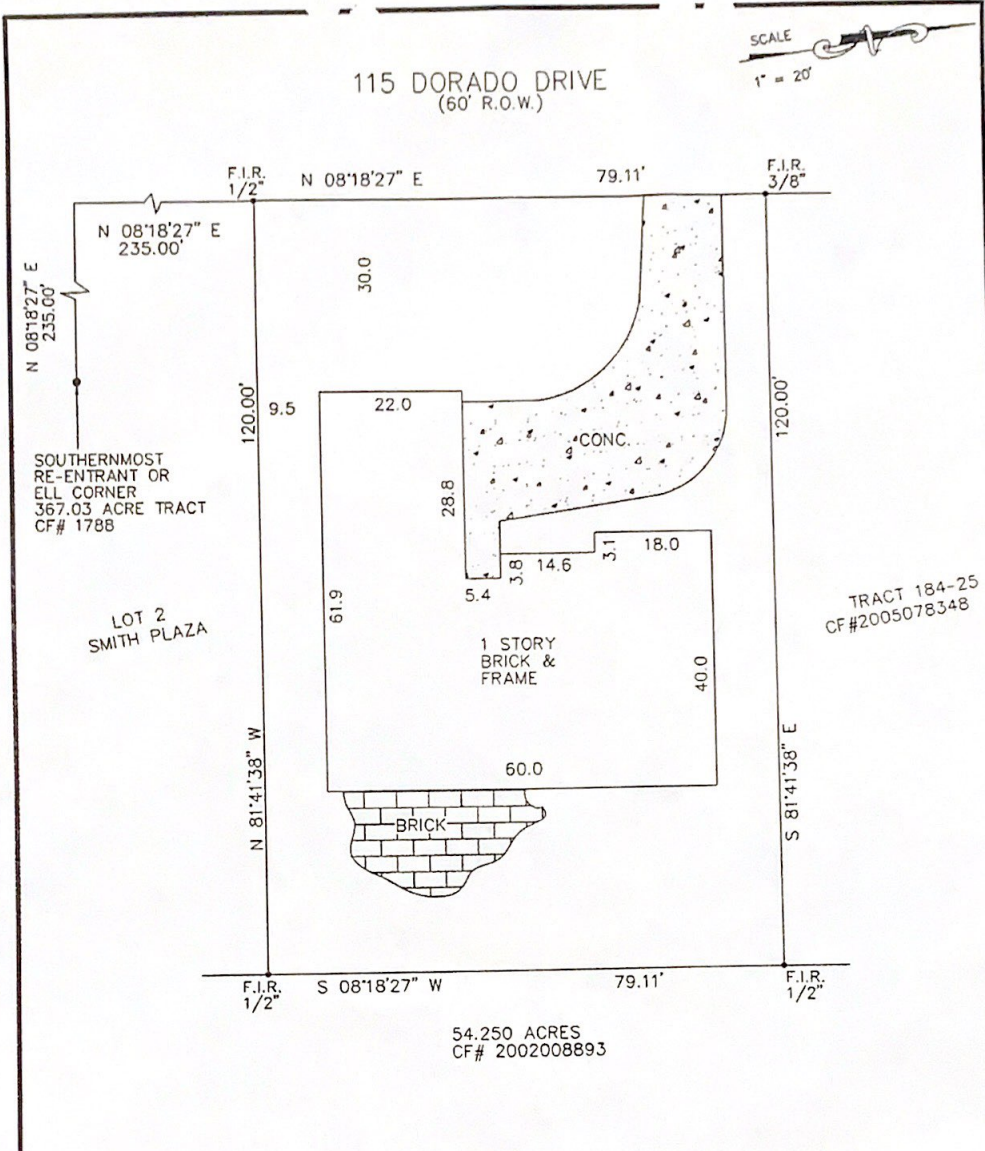 SCALE
1" = 20'
115 DORADO DRIVE
(60' R.O.W.)
F.I.R.
1/2"
N 08°18'27" E
79.11'
F.I.R.
3/8"
N 08°18'27" E
235.00'
N 08°18'27" E
235.00'
30.0
120.00'
9.5
22.0
CONC.
120.00'
SOUTHERNMOST
RE-ENTRANT OR
ELL CORNER
367.03 ACRE TRACT
CF# 1788
28.8
3.8
14.6
3.1
18.0
5.4
61.9
LOT 2
SMITH PLAZA
TRACT 184-25
CF#2005078348
1 STORY
BRICK &
FRAME
40.0
N 81°41'38" W
S 81°41'38" E
60.0
BRICK
F.I.R.
1/2"
S 08°18'27" W
79.11'
F.I.R.
1/2"
54.250 ACRES
CF# 2002008893